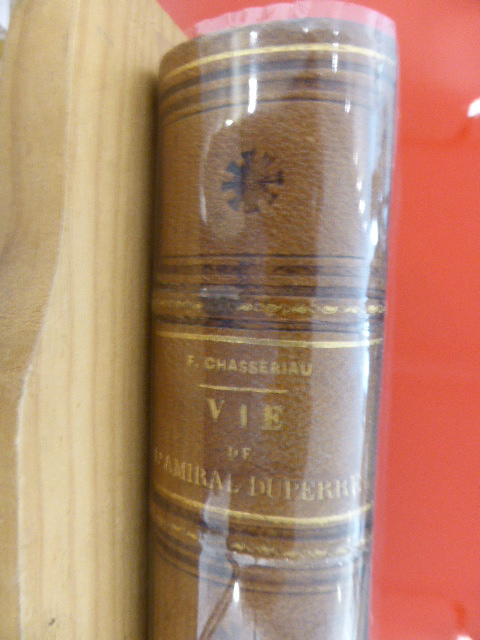 F. CHASSERIAU
VIE
DE
L'AMIRAL DUPERRÉ